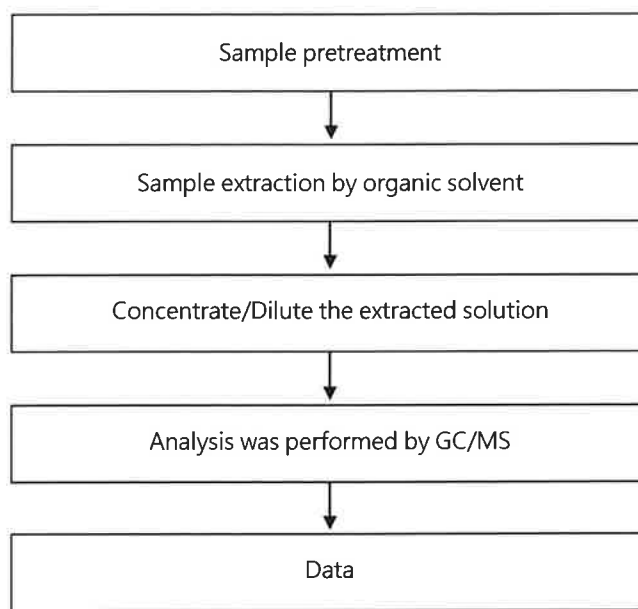 Sample pretreatment
Sample extraction by organic solvent
Concentrate/Dilute the extracted solution
Analysis was performed by GC/MS
Data